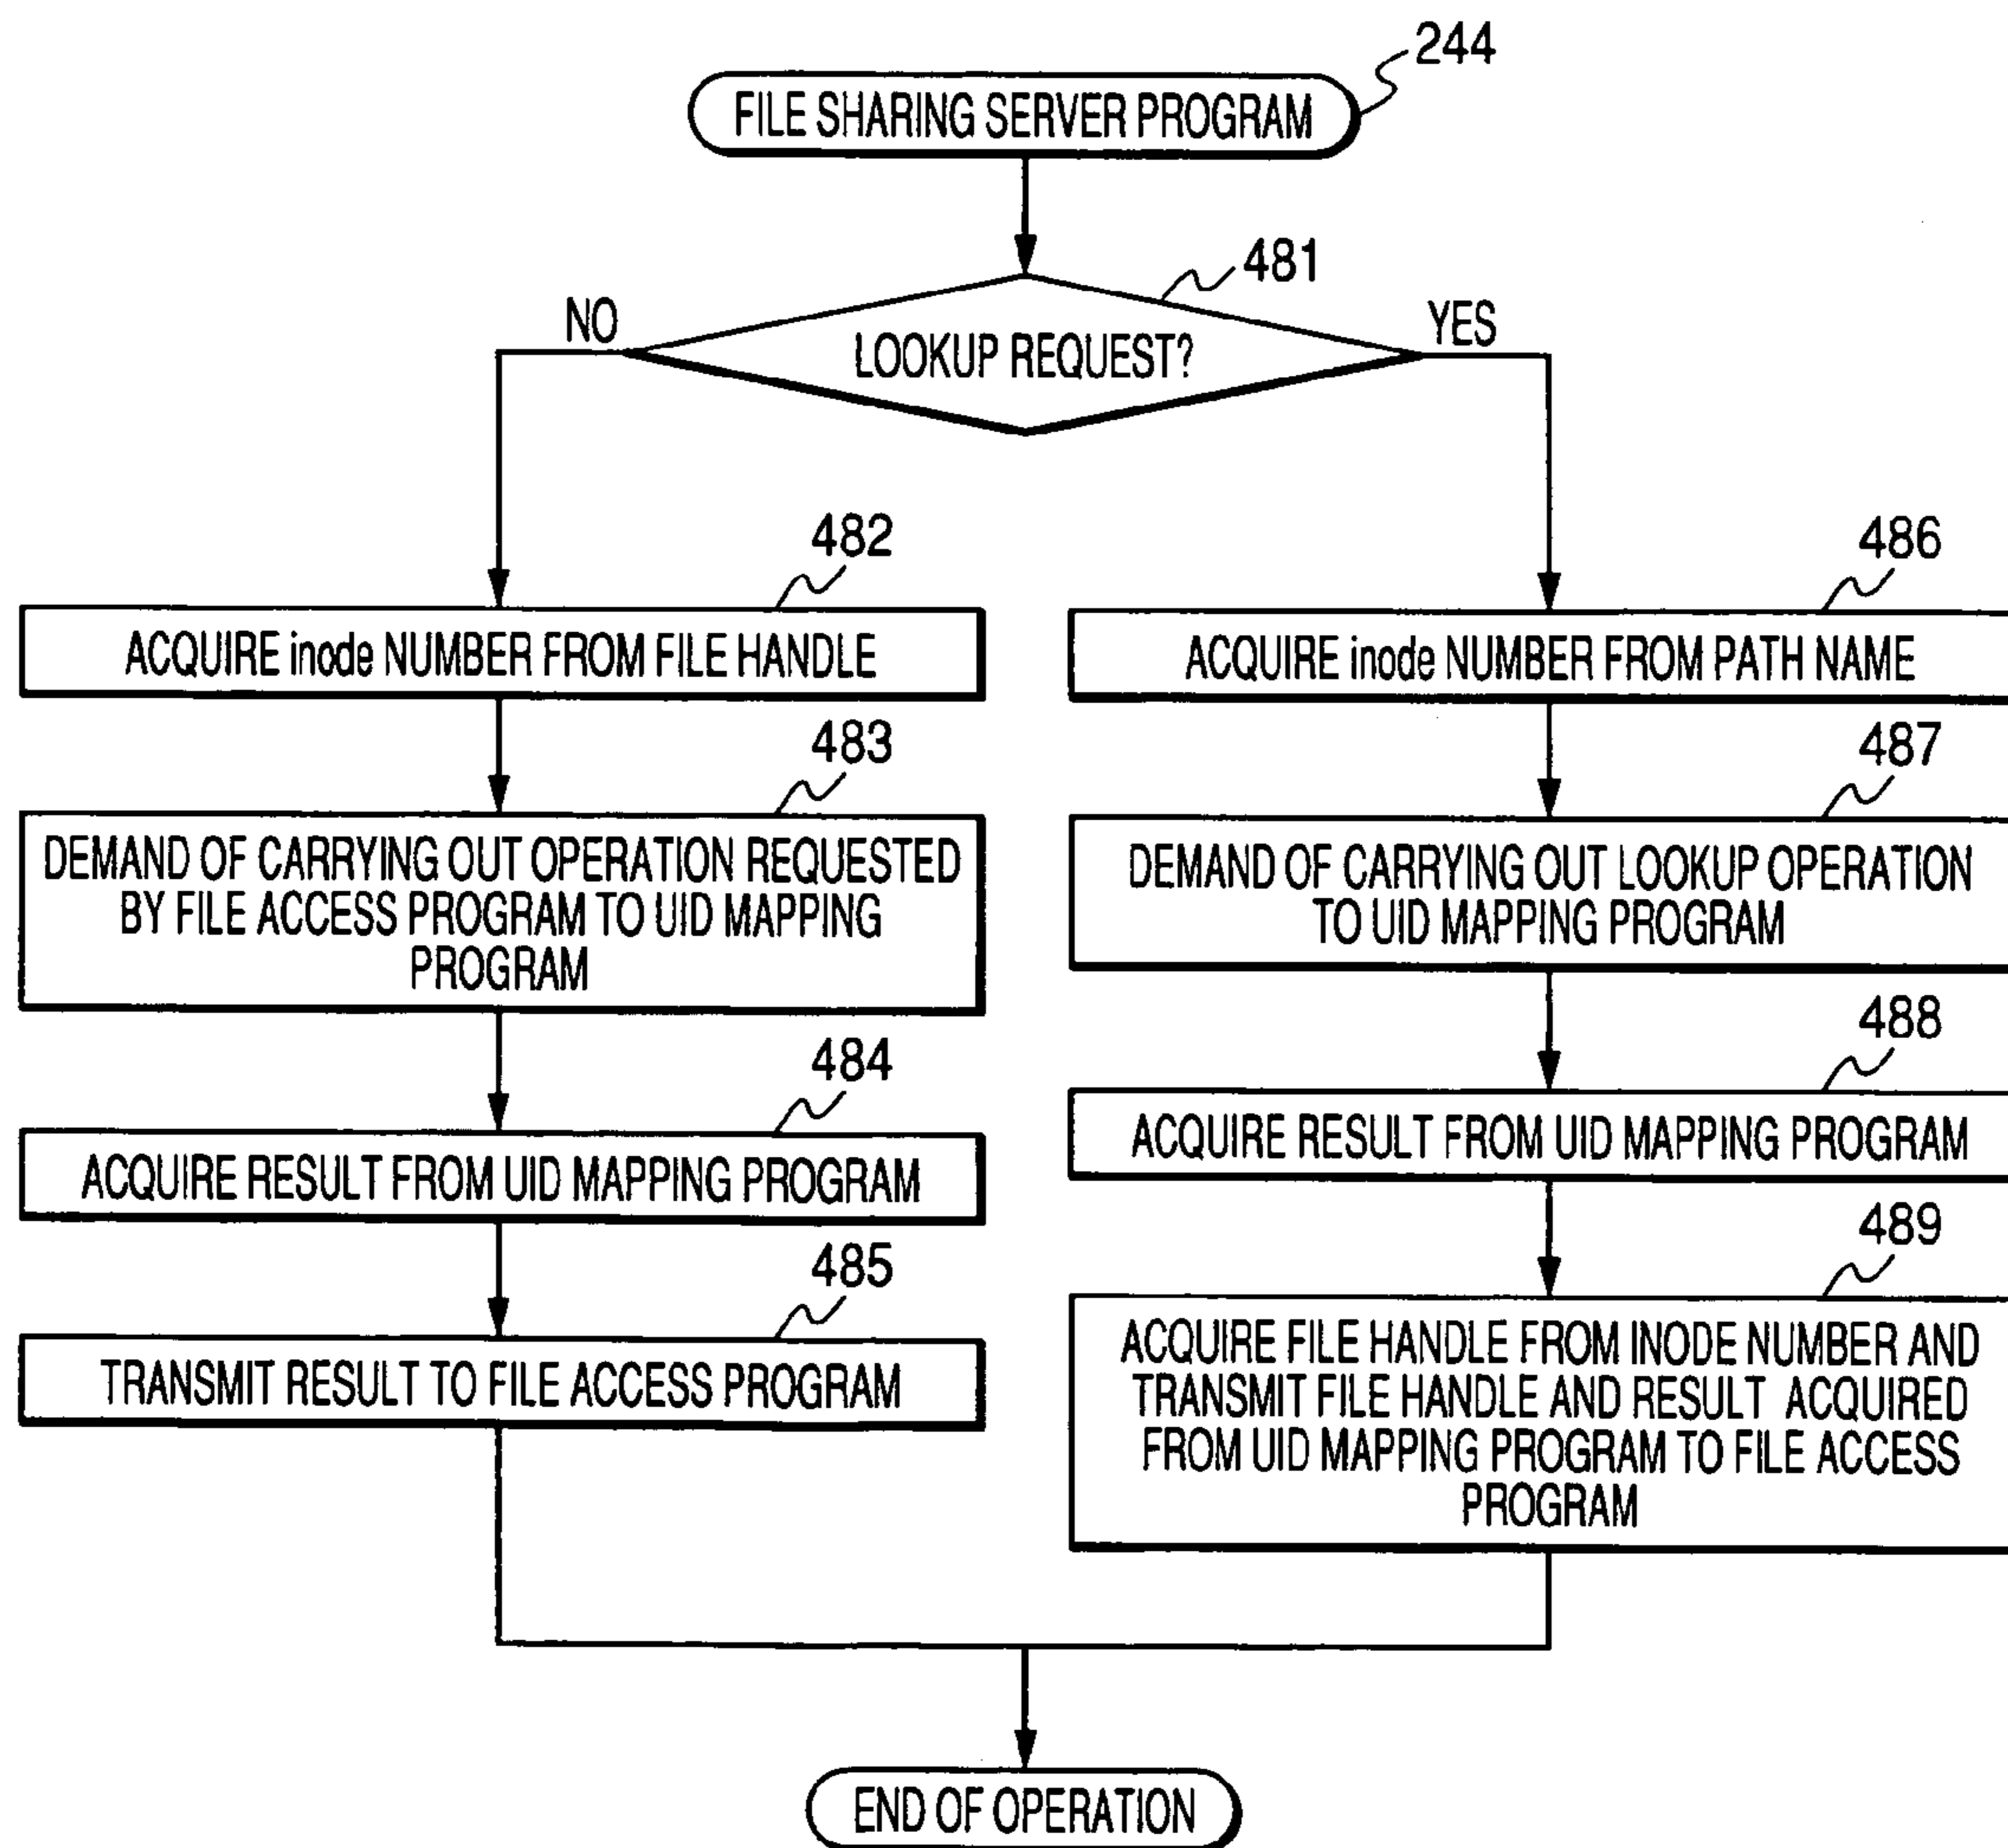 244
FILE SHARING SERVER PROGRAM
481
NO
YES
LOOKUP REQUEST?
482
ACQUIRE inode NUMBER FROM FILE HANDLE
483
DEMAND OF CARRYING OUT OPERATION REQUESTED
BY FILE ACCESS PROGRAM TO UID MAPPING
PROGRAM
484
ACQUIRE RESULT FROM UID MAPPING PROGRAM
485
TRANSMIT RESULT TO FILE ACCESS PROGRAM
486
ACQUIRE inode NUMBER FROM PATH NAME
487
DEMAND OF CARRYING OUT LOOKUP OPERATION
TO UID MAPPING PROGRAM
488
ACQUIRE RESULT FROM UID MAPPING PROGRAM
489
ACQUIRE FILE HANDLE FROM INODE NUMBER AND
TRANSMIT FILE HANDLE AND RESULT ACQUIRED
FROM UID MAPPING PROGRAM TO FILE ACCESS
PROGRAM
END OF OPERATION